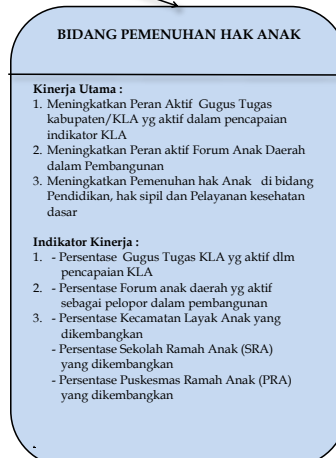 BIDANG PEMENUHAN HAK ANAK
Kinerja Utama :
1. Meningkatkan Peran Aktif Gugus Tugas
kabupaten/KLA yg aktif dalam pencapaian
indikator KLA
2. Meningkatkan Peran aktif Forum Anak Daerah
dalam Pembangunan
3. Meningkatkan Pemenuhan hak Anak di bidang
Pendidikan, hak sipil dan Pelayanan kesehatan
dasar
Indikator Kinerja :
1. - Persentase Gugus Tugas KLA yg aktif dlm
pencapaian KLA
2. - Persentase Forum anak daerah yg aktif
sebagai pelopor dalam pembangunan
3. - Persentase Kecamatan Layak Anak yang
dikembangkan
- Persentase Sekolah Ramah Anak (SRA)
yang dikembangkan
- Persentase Puskesmas Ramah Anak (PRA)
yang dikembangkan
-